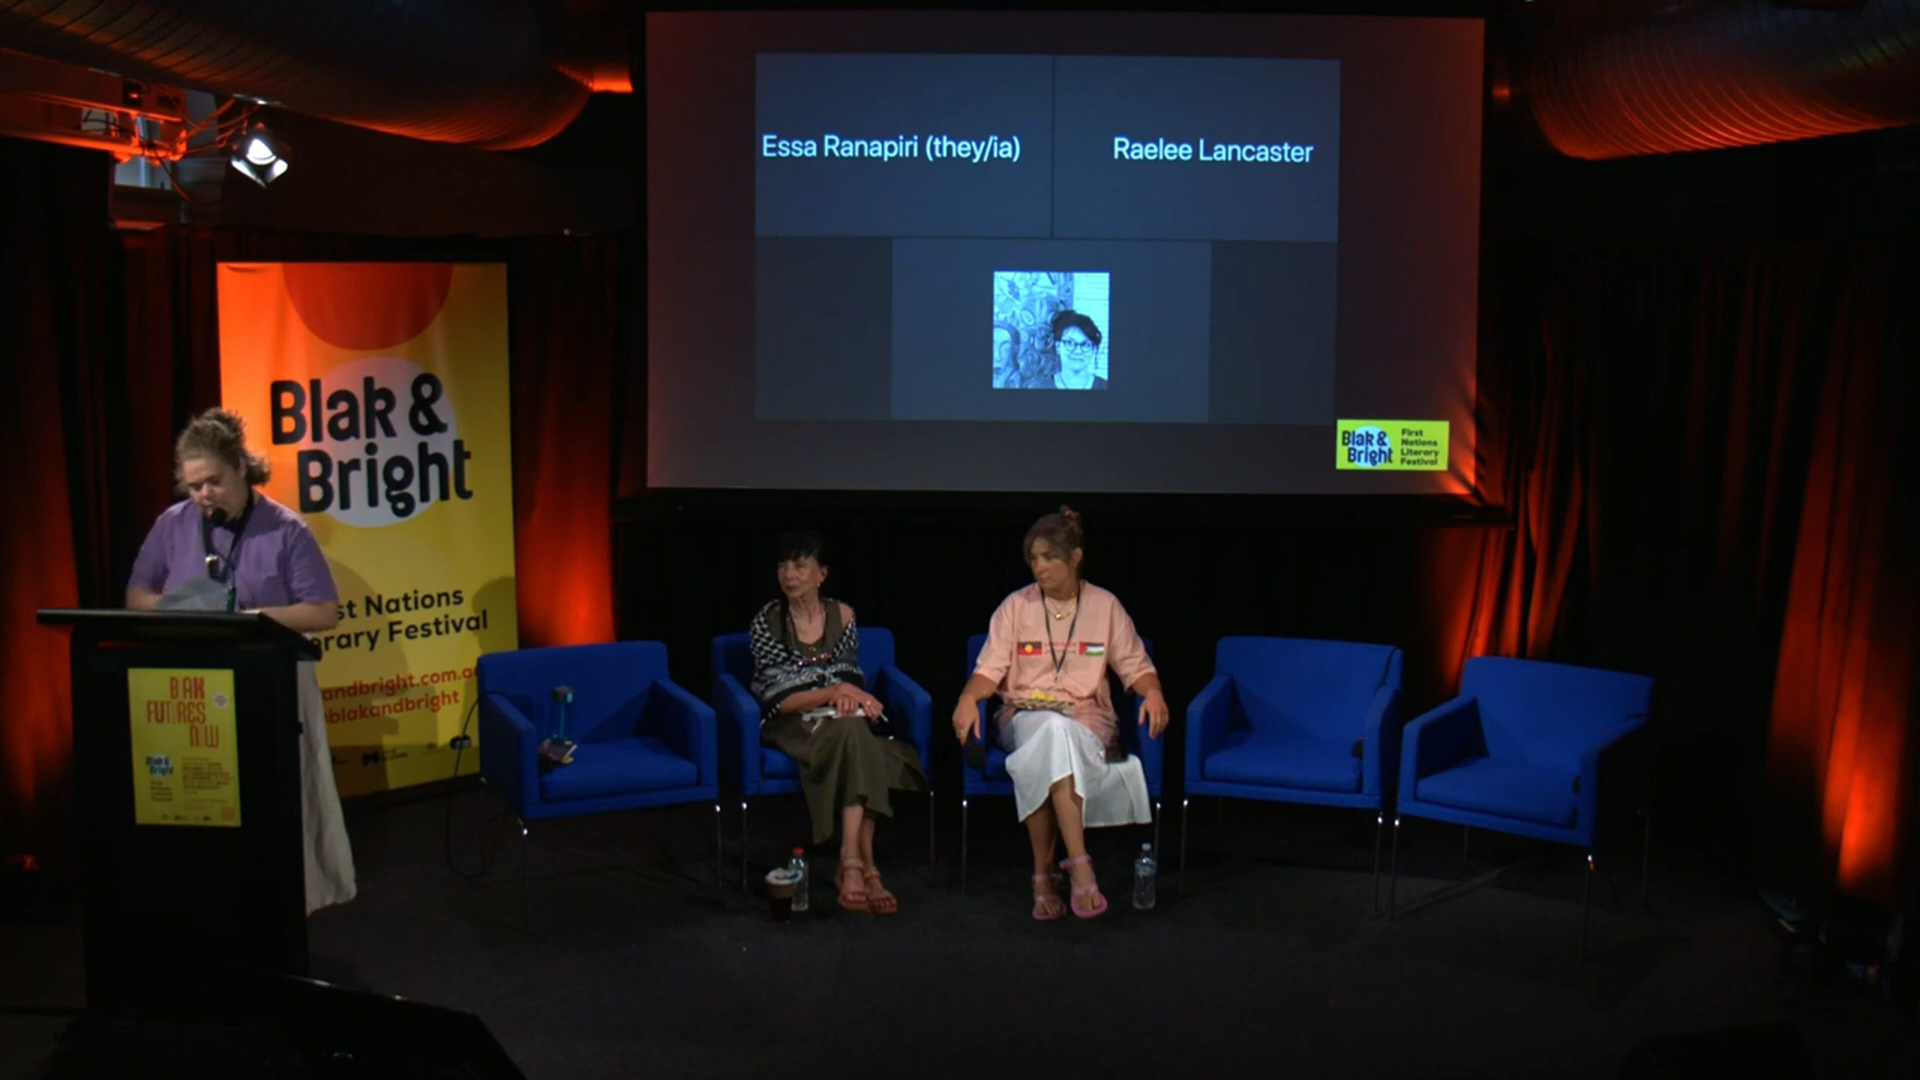 Essa Ranapiri (they/ia)
Raelee Lancaster
Blak &
Bright
First
Nations
Literary
Festival
Blak &
Bright
st Nations
rary Festival
andbright.com.a
blakandbright
BLAK
FUTURES
NOW
Blak &
Bright